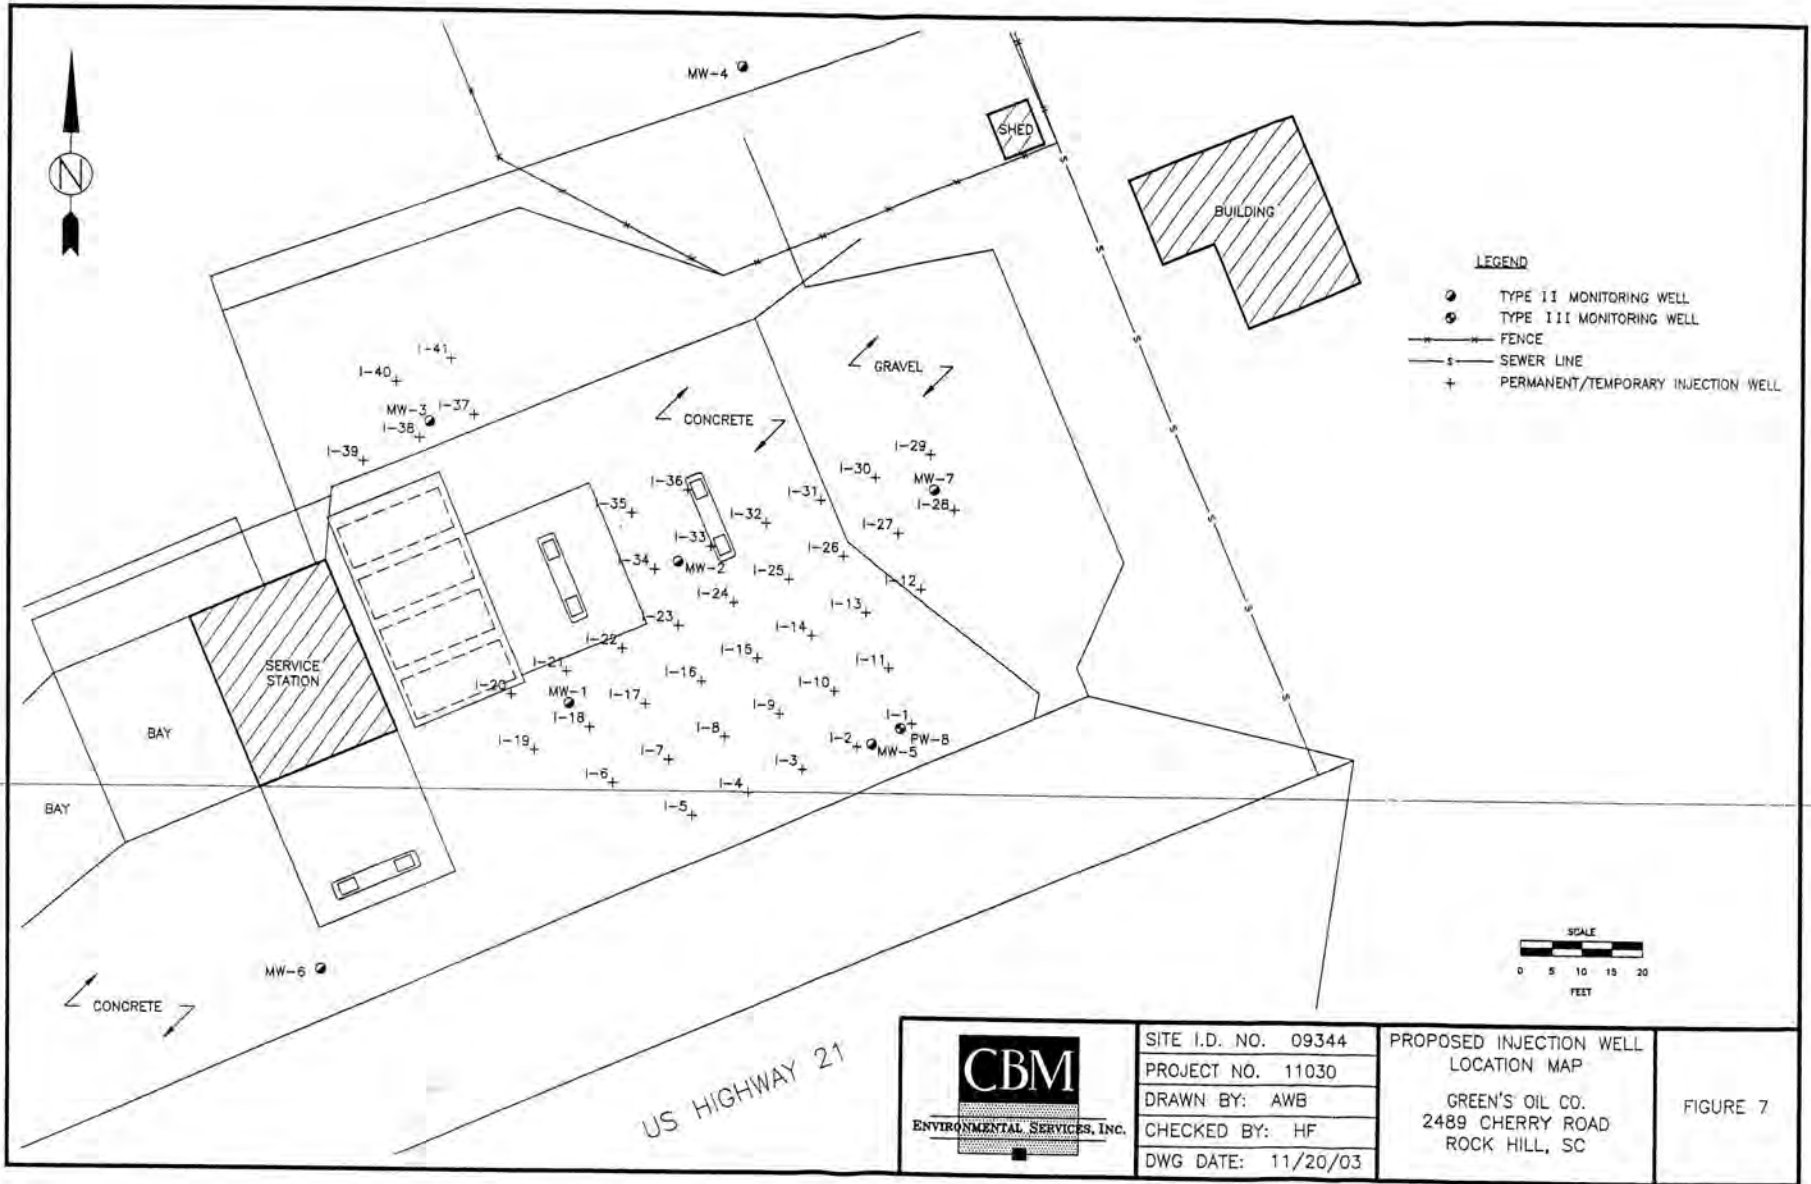 MW-4
SHED
BUILDING
N
LEGEND
TYPE II MONITORING WELL
TYPE III MONITORING WELL
FENCE
S SEWER LINE
PERMANENT/TEMPORARY INJECTION WELL
S
S
S
S
S
S
S
I-41
I-40
GRAVEL
MW-3
I-37
I-38
CONCRETE
I-39
I-29
I-30
MW-7
I-36
I-31
I-28
I-35
I-32
I-27
I-33
I-26
I-34
MW-2
I-25
I-12
I-24
I-13
I-23
I-14
I-22
I-15
I-21
I-16
I-11
SERVICE
STATION
I-20
MW-1
I-17
I-10
I-18
I-9
I-1
BAY
I-19
I-8
I-2
PW-8
MW-5
I-7
I-3
I-6
I-4
BAY
I-5
SCALE
0 5 10 15 20
FEET
MW-6
CONCRETE
US HIGHWAY 21
CBM
ENVIRONMENTAL SERVICES, INC.
SITE I.D. NO. 09344
PROJECT NO. 11030
DRAWN BY: AWB
CHECKED BY: HF
DWG DATE: 11/20/03
PROPOSED INJECTION WELL
LOCATION MAP
GREEN'S OIL CO.
2489 CHERRY ROAD
ROCK HILL, SC
FIGURE 7